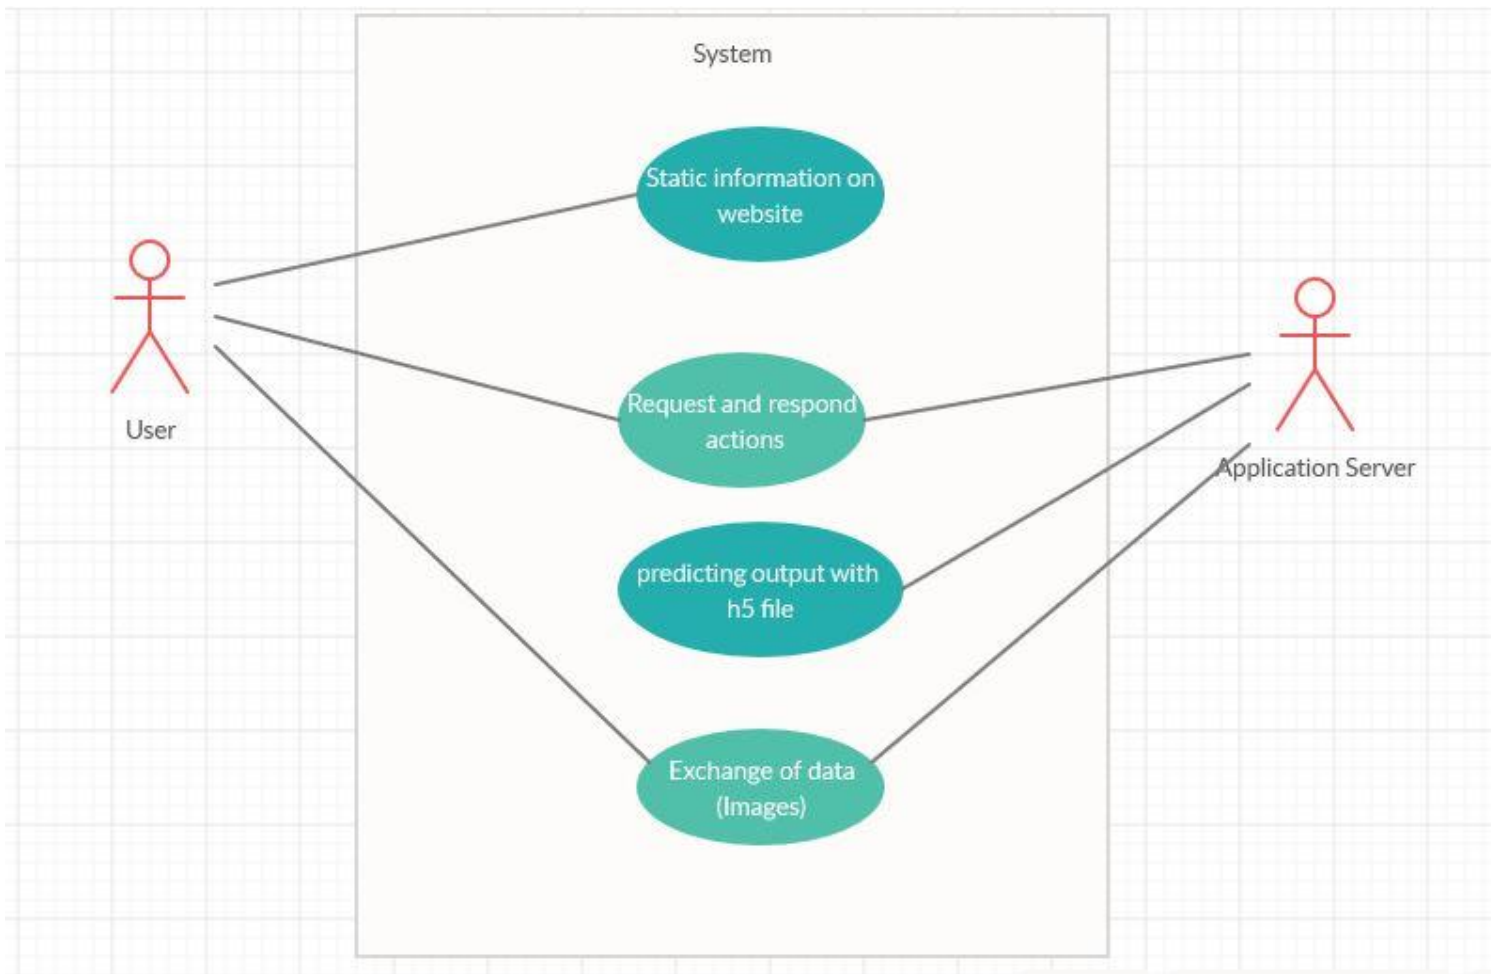 System
Static information on
website
User
Request and respond
actions
Application Server
predicting output with
h5 file
Exchange of data
(Images)